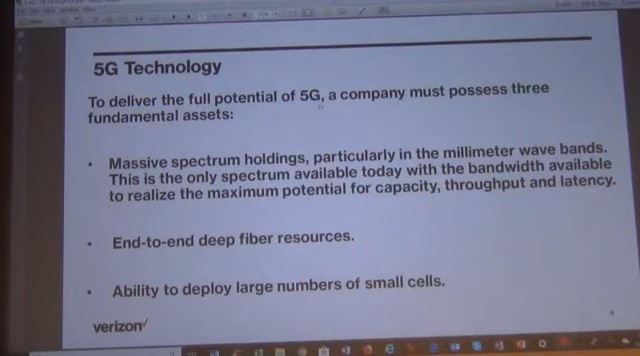 5G Technology
To deliver the full potential of 5G, a company must possess three
fundamental assets:
• Massive spectrum holdings, particularly in the millimeter wave bands.
This is the only spectrum available today with the bandwidth available
to realize the maximum potential for capacity, throughput and latency.
• End-to-end deep fiber resources.
• Ability to deploy large numbers of small cells.
verizon✓